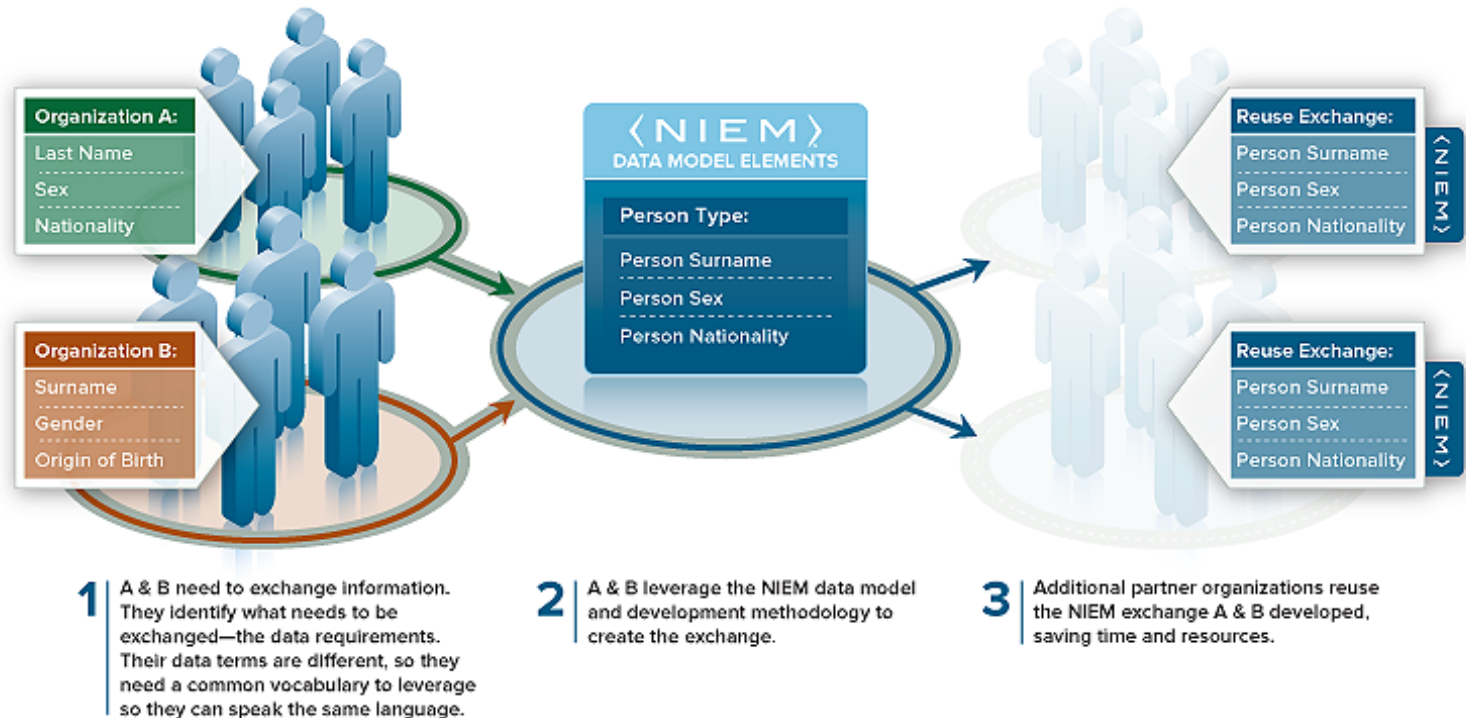 Organization A:
Last Name
Sex
Nationality
Organization B:
Surname
Gender
Origin of Birth
〈NIEM〉
DATA MODEL ELEMENTS
Person Type:
Person Surname
Person Sex
Person Nationality
Reuse Exchange:
Person Surname
Person Sex
Person Nationality
〈NIEM〉
Reuse Exchange:
Person Surname
Person Sex
Person Nationality
〈NIEM〉
1
A & B need to exchange information.
They identify what needs to be
exchanged—the data requirements.
Their data terms are different, so they
need a common vocabulary to leverage
so they can speak the same language.
2
A & B leverage the NIEM data model
and development methodology to
create the exchange.
3
Additional partner organizations reuse
the NIEM exchange A & B developed,
saving time and resources.